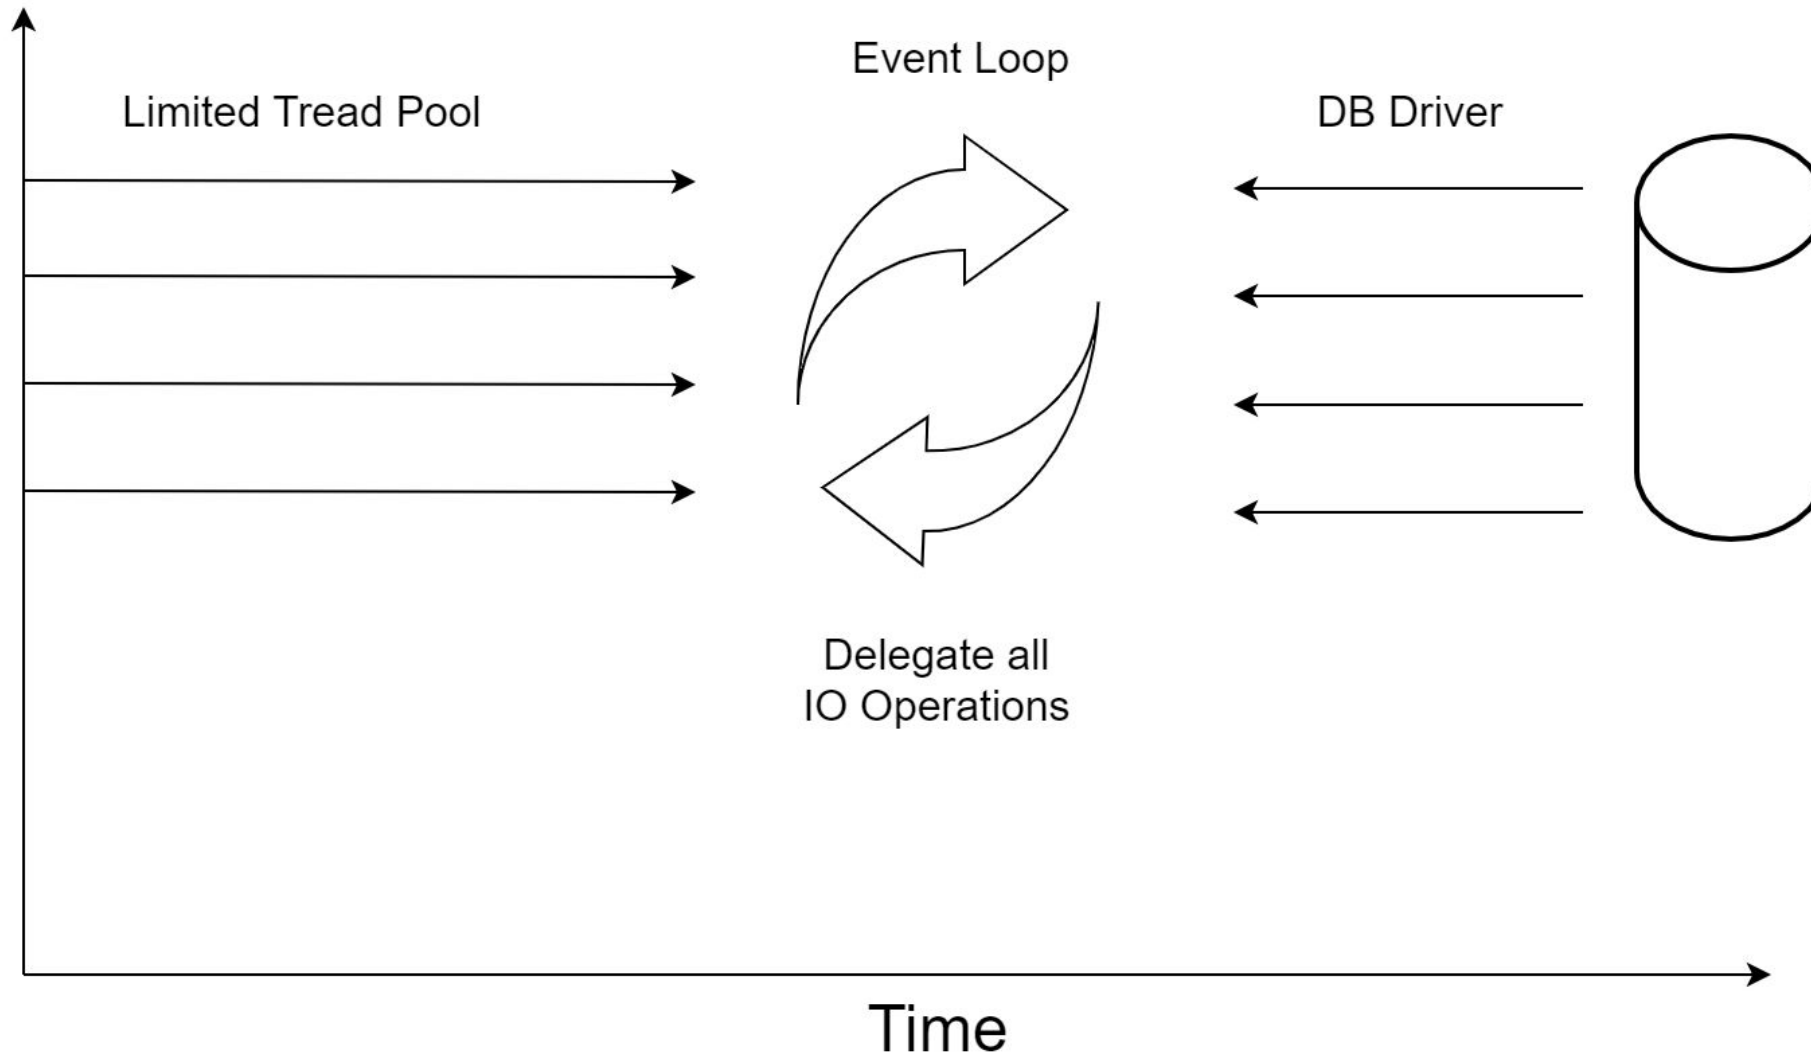 Event Loop
Limited Tread Pool
DB Driver
Delegate all
IO Operations
Time